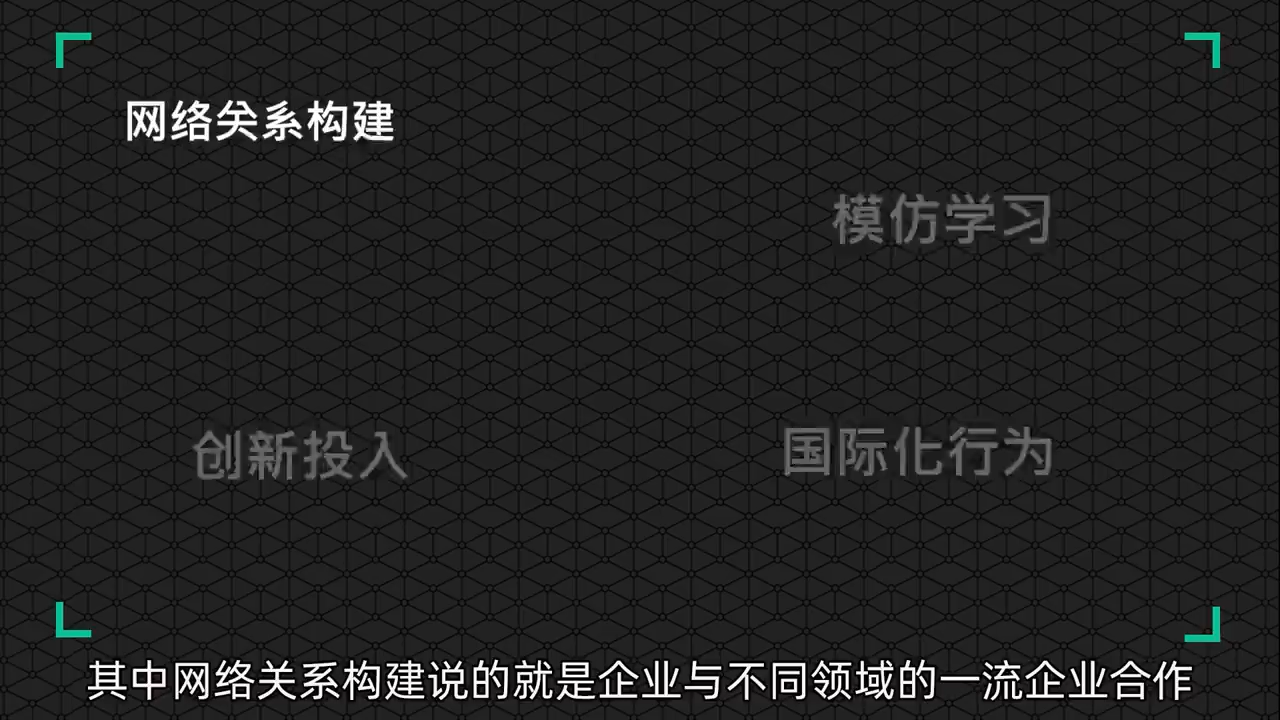 网络关系构建
模仿学习
创新投入
国际化行为
其中网络关系构建说的就是企业与不同领域的一流企业合作